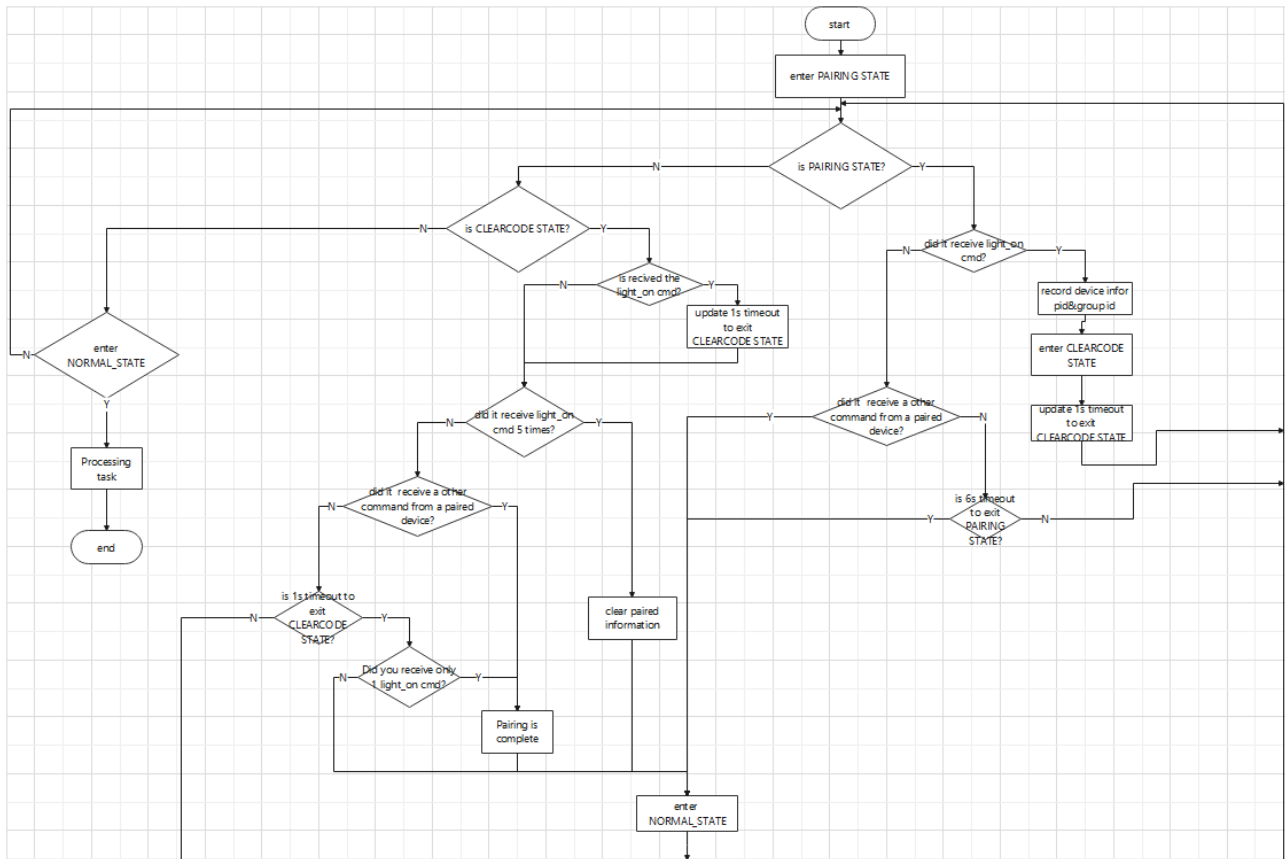 start
enter PAIRING STATE
is PAIRING STATE?
N
Y
is CLEARCODE STATE?
N
Y
did it receive light_on
cmd?
N
Y
is recived the
light_on cmd?
N
Y
record device infor
pid&group id
update 1s timeout
to exit
CLEARCODE STATE
enter CLEARCODE
STATE
enter
NORMAL_STATE
N
Y
did it receive a other
command from a paired
device?
Y
N
update 1s timeout
to exit
CLEARCODE STATE
did it receive light_on
cmd 5 times?
N
Y
Processing
task
did it receive a other
command from a paired
device?
N
Y
is 6s timeout
to exit
PAIRING
STATE?
Y
N
end
is 1s timeout to
exit
CLEARCODE
STATE?
N
Y
clear paired
information
Did you receive only
1 light_on cmd?
N
Y
Pairing is
complete
enter
NORMAL_STATE